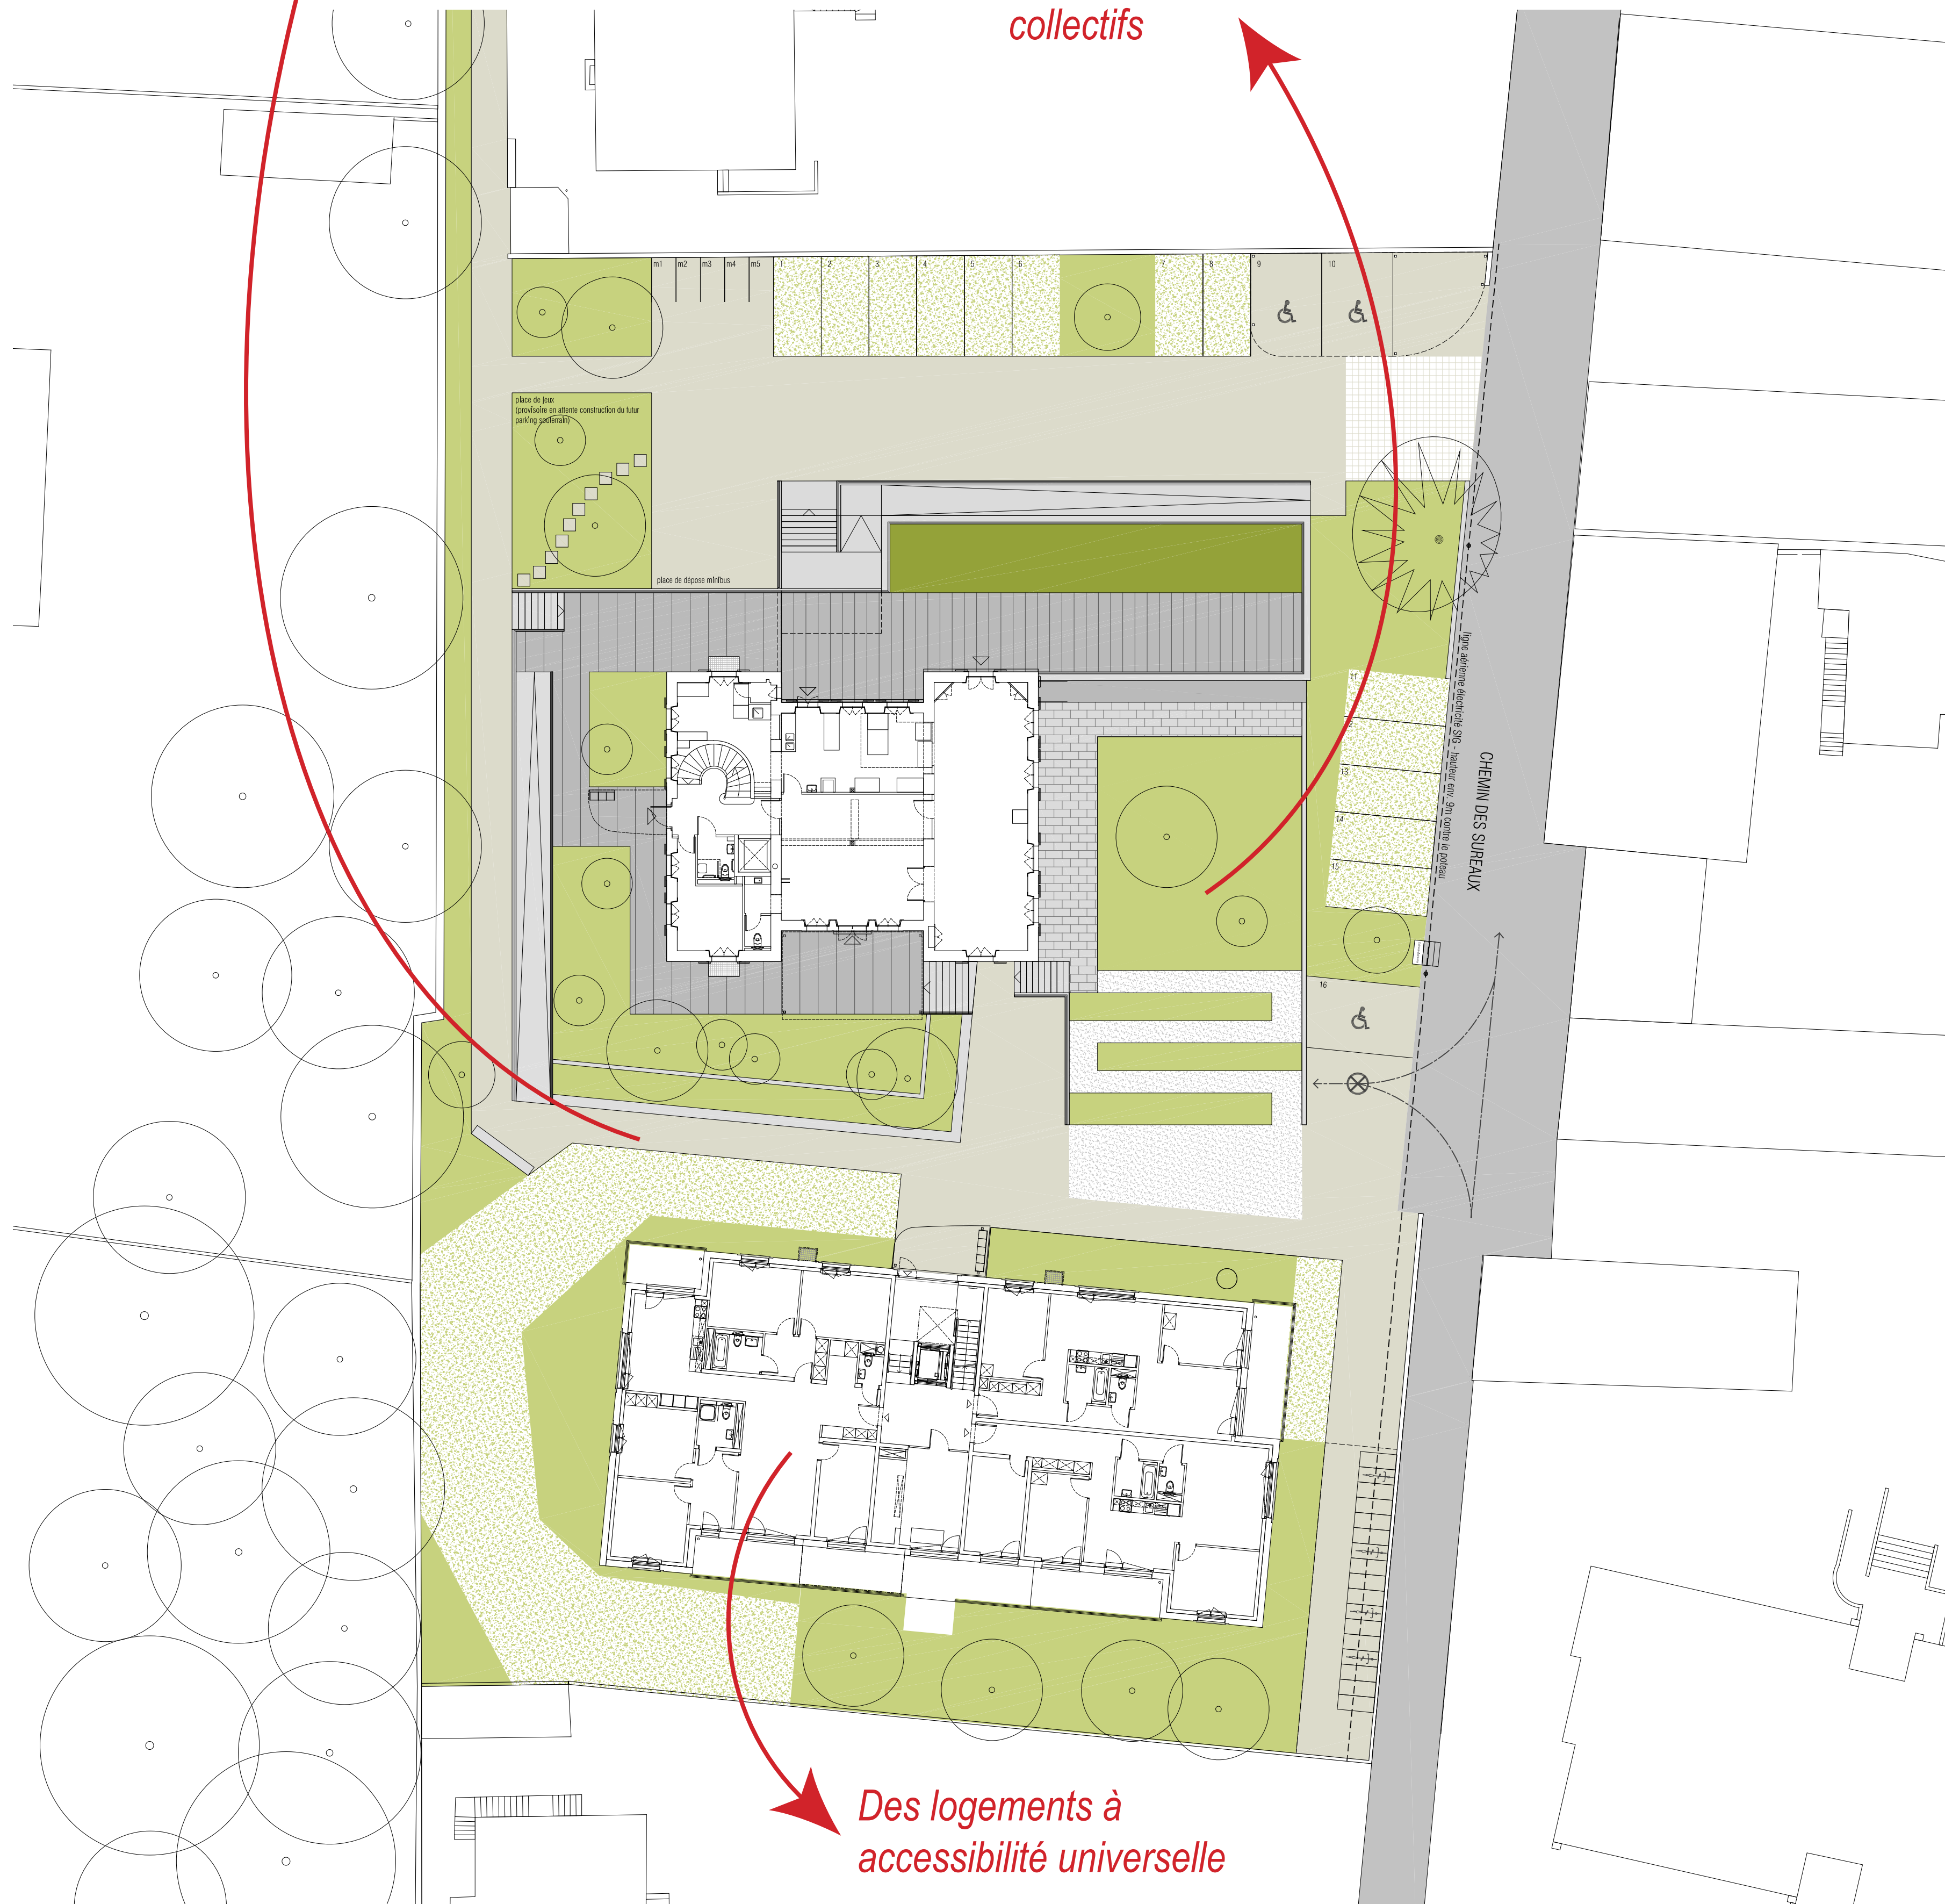 collectifs
m1
m2
m3
m4
m5
1
2
3
4
5
6
7
8
9
10
place de jeux
(provisoire en attente construction du futur
parking souterrain)
place de dépose minibus
ligne aérienne électricité SIG - hauteur env. 9m contre le poteau
CHEMIN DES SUREAUX
11
12
13
14
15
16
Des logements à
accessibilité universelle